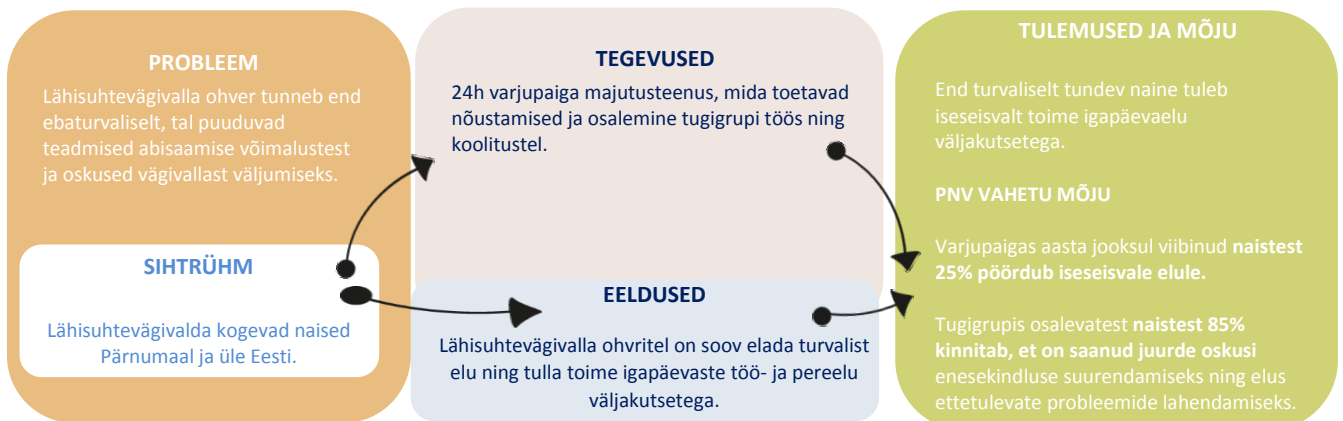 PROBLEEM
Lähisuhtevägivalla ohver tunneb end
ebaturvaliselt, tal puuduvad
teadmised abisaamise võimalustest
ja oskused vägivallast väljumiseks.
SIHTRÜHM
Lähisuhtevägivalda kogevad naised
Pärnumaal ja üle Eesti.
TEGEVUSED
24h varjupaiga majutusteenus, mida toetavad
nõustamised ja osalemine tugigrupi töös ning
koolitustel.
EELDUSED
Lähisuhtevägivalla ohvritel on soov elada turvalist
elu ning tulla toime igapäevaste töö- ja pereelu
väljakutsetega.
TULEMUSED JA MÕJU
End turvaliselt tundev naine tuleb
iseseisvalt toime igapäevaelu
väljakutsetega.
PNV VAHETU MÕJU
Varjupaigas aasta jooksul viibinud naistest
25% pöördub iseseisvale elule.
Tugigrupis osalevatest naistest 85%
kinnitab, et on saanud juurde oskusi
enesekindluse suurendamiseks ning elus
ettetulevate probleemide lahendamiseks.